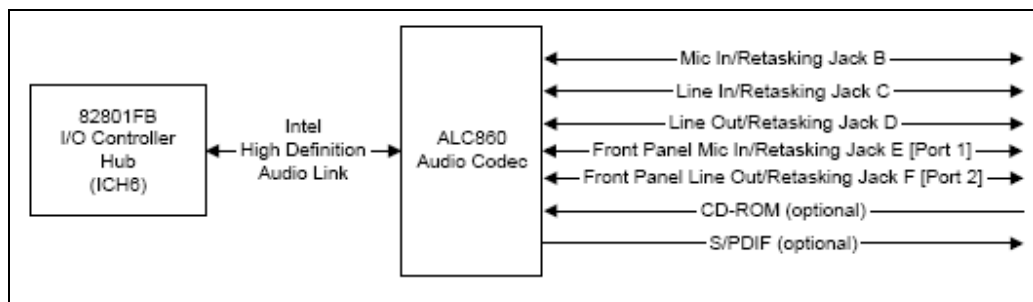 82801FB
I/O Controller
Hub
(ICH6)
Intel
High Definition
Audio Link
ALC860
Audio Codec
Mic In/Retasking Jack B
Line In/Retasking Jack C
Line Out/Retasking Jack D
Front Panel Mic In/Retasking Jack E [Port 1]
Front Panel Line Out/Retasking Jack F [Port 2]
CD-ROM (optional)
S/PDIF (optional)